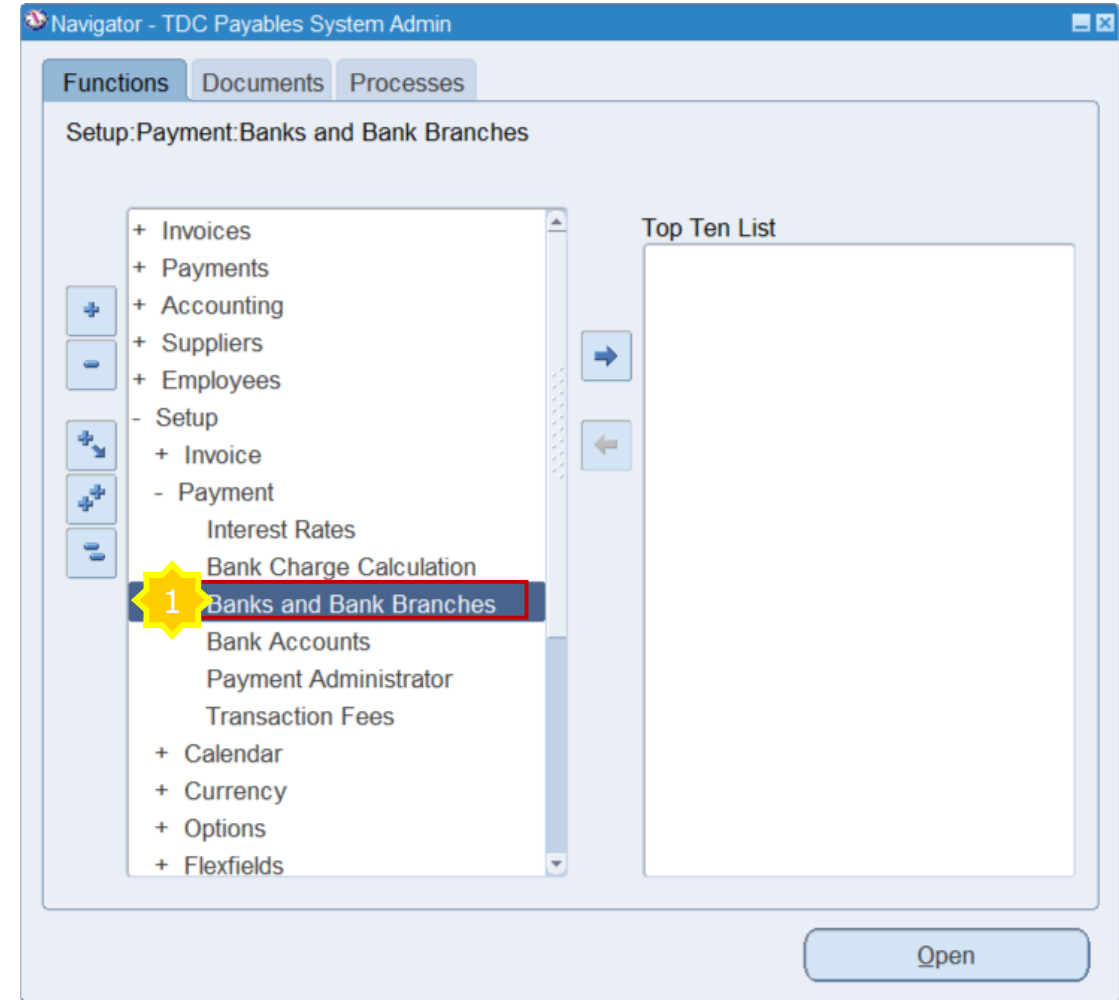 Navigator - TDC Payables System Admin
Functions Documents Processes
Setup:Payment:Banks and Bank Branches
+ Invoices
+ Payments
+ Accounting
+ Suppliers
+ Employees
- Setup
+ Invoice
- Payment
Interest Rates
Bank Charge Calculation
1 Banks and Bank Branches
Bank Accounts
Payment Administrator
Transaction Fees
+ Calendar
+ Currency
+ Options
+ Flexfields
Top Ten List
Open